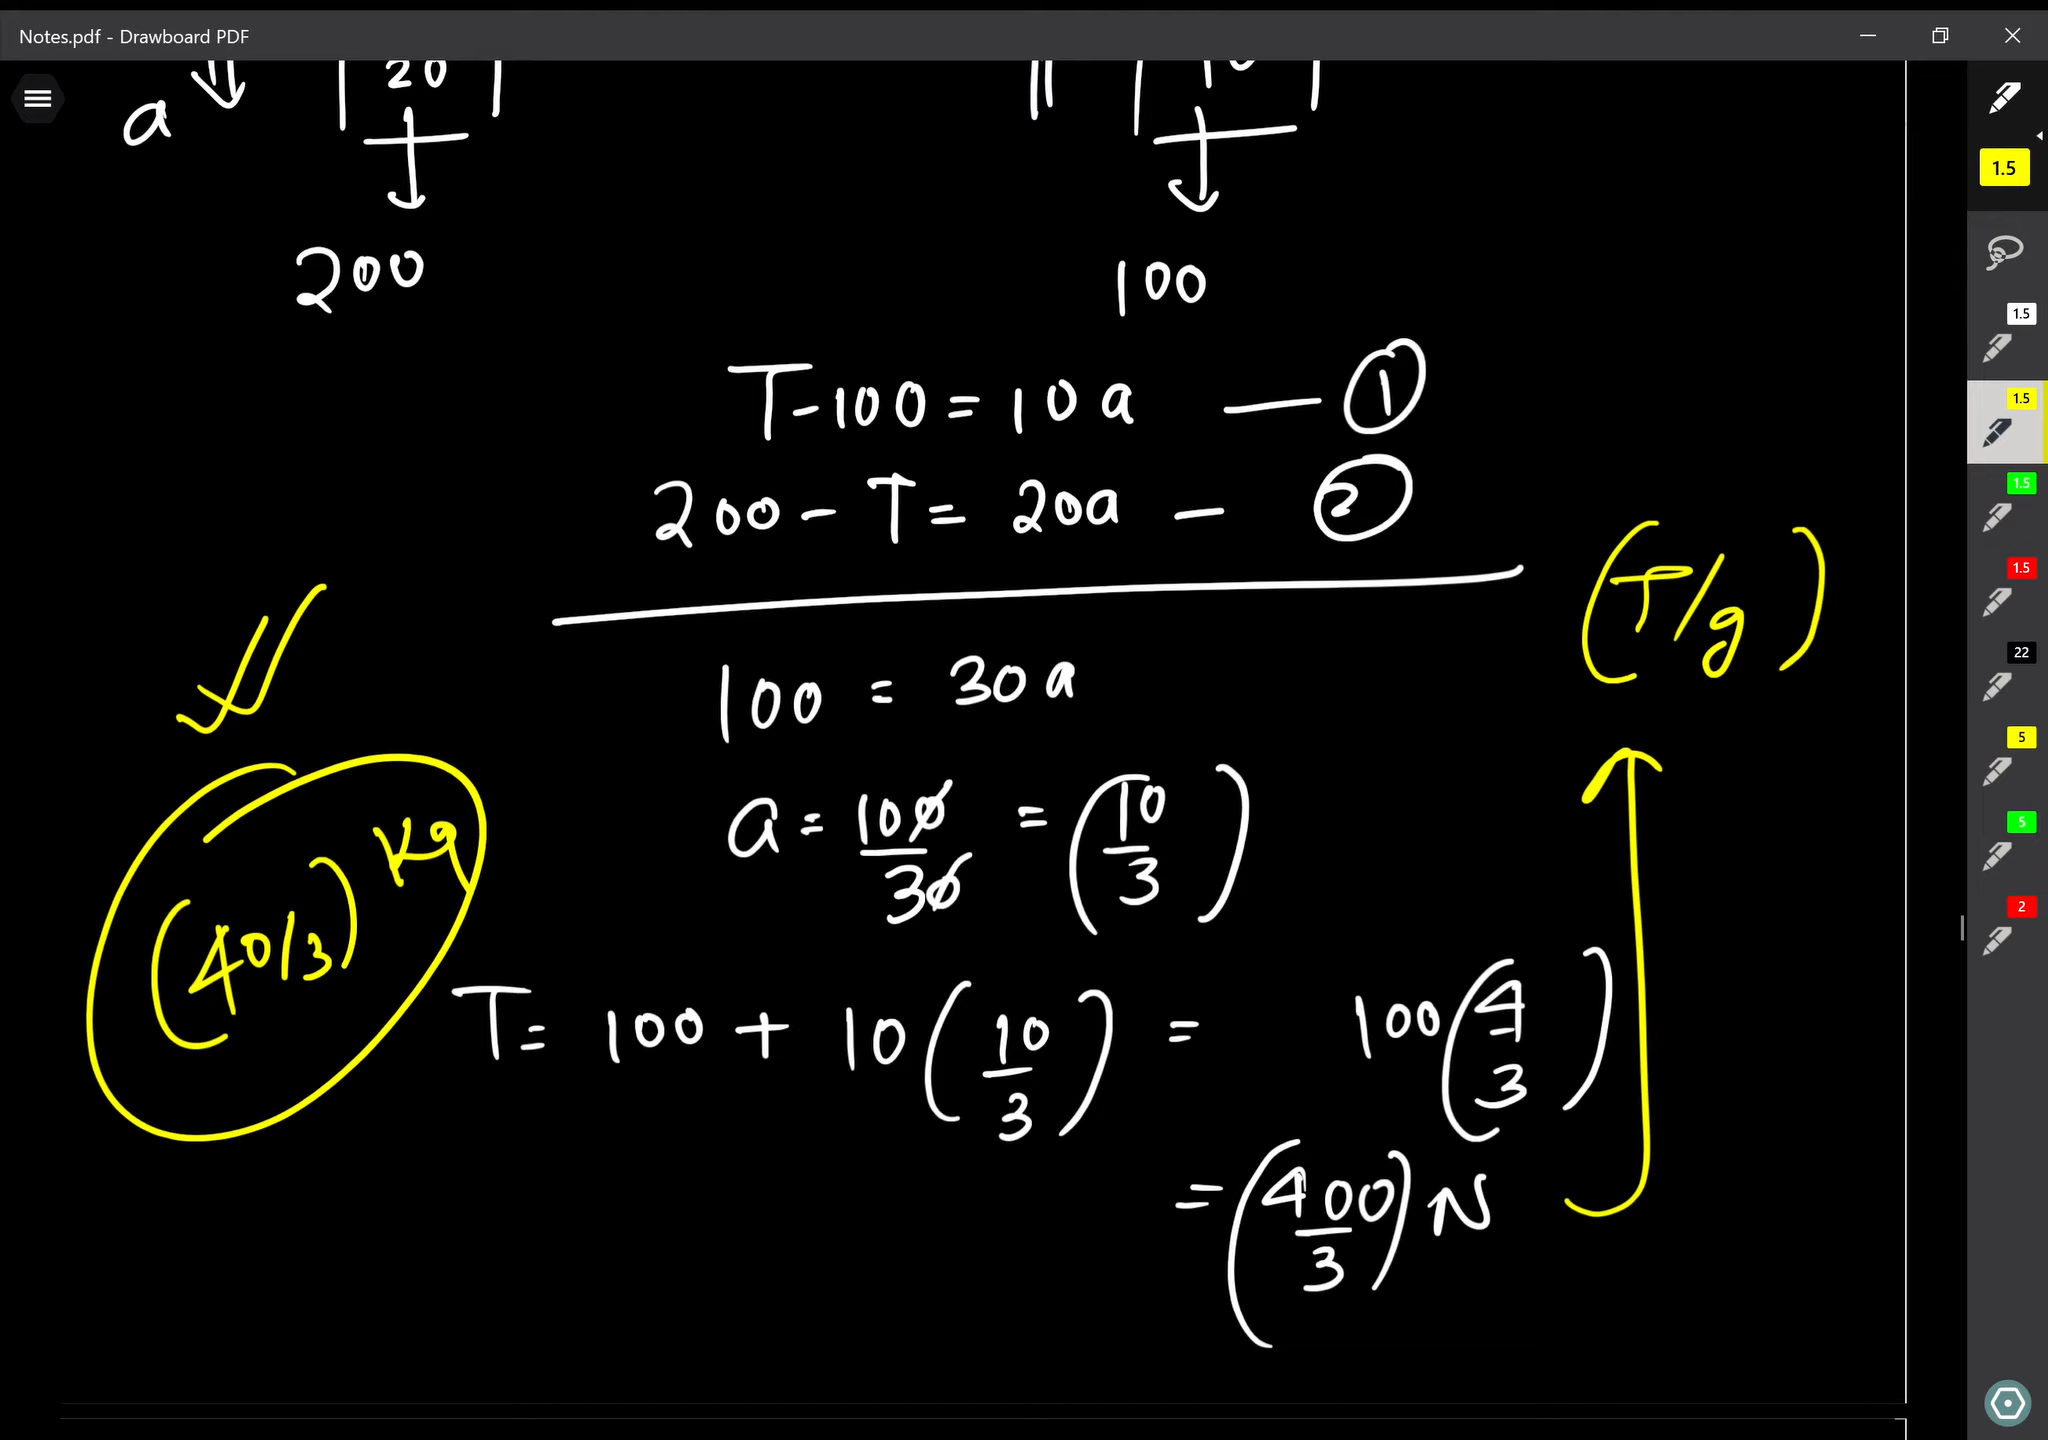 Notes.pdf - Drawboard PDF
a 20
200 100
T-100 = 10a — ①
200 - T = 20a - ②
(T/g)
100 = 30a
a = 100/30 = (10/3)
(40/3) kg
T = 100 + 10(10/3) = 100(4/3)
= (400/3) N
1.5
1.5
1.5
1.5
1.5
22
5
5
2